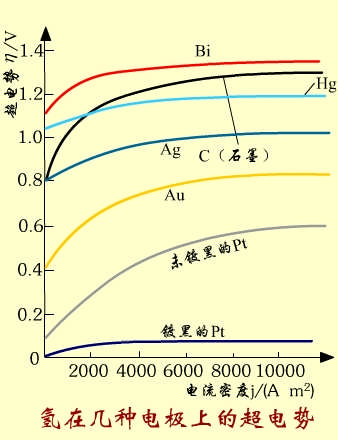 超电势 η/V
1.4
1.2
1.0
0.8
0.6
0.4
0.2
0
Bi
Hg
Ag
C（石墨）
Au
未镀黑的Pt
镀黑的Pt
2000 4000 6000 8000 10000
电流密度j/(A m²)
氢在几种电极上的超电势